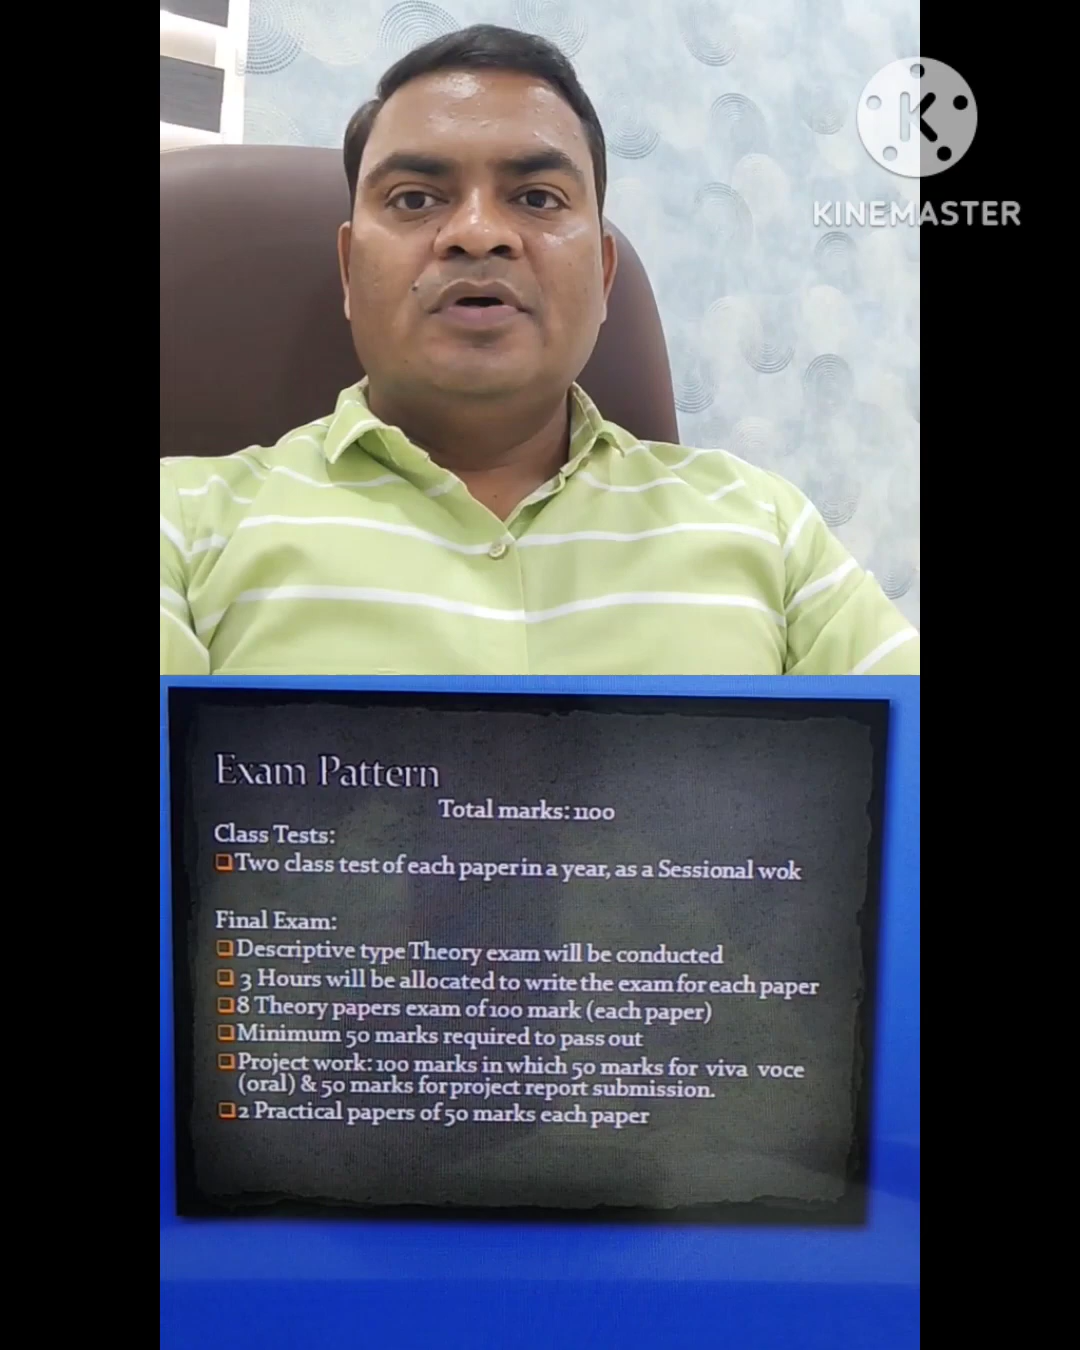 K
KINEMASTER
Exam Pattern
Total marks: 1100
Class Tests:
Two class test of each paper in a year, as a Sessional wok
Final Exam:
Descriptive type Theory exam will be conducted
3 Hours will be allocated to write the exam for each paper
8 Theory papers exam of 100 mark (each paper)
Minimum 50 marks required to pass out
Project work: 100 marks in which 50 marks for viva voce
(oral) & 50 marks for project report submission.
2 Practical papers of 50 marks each paper